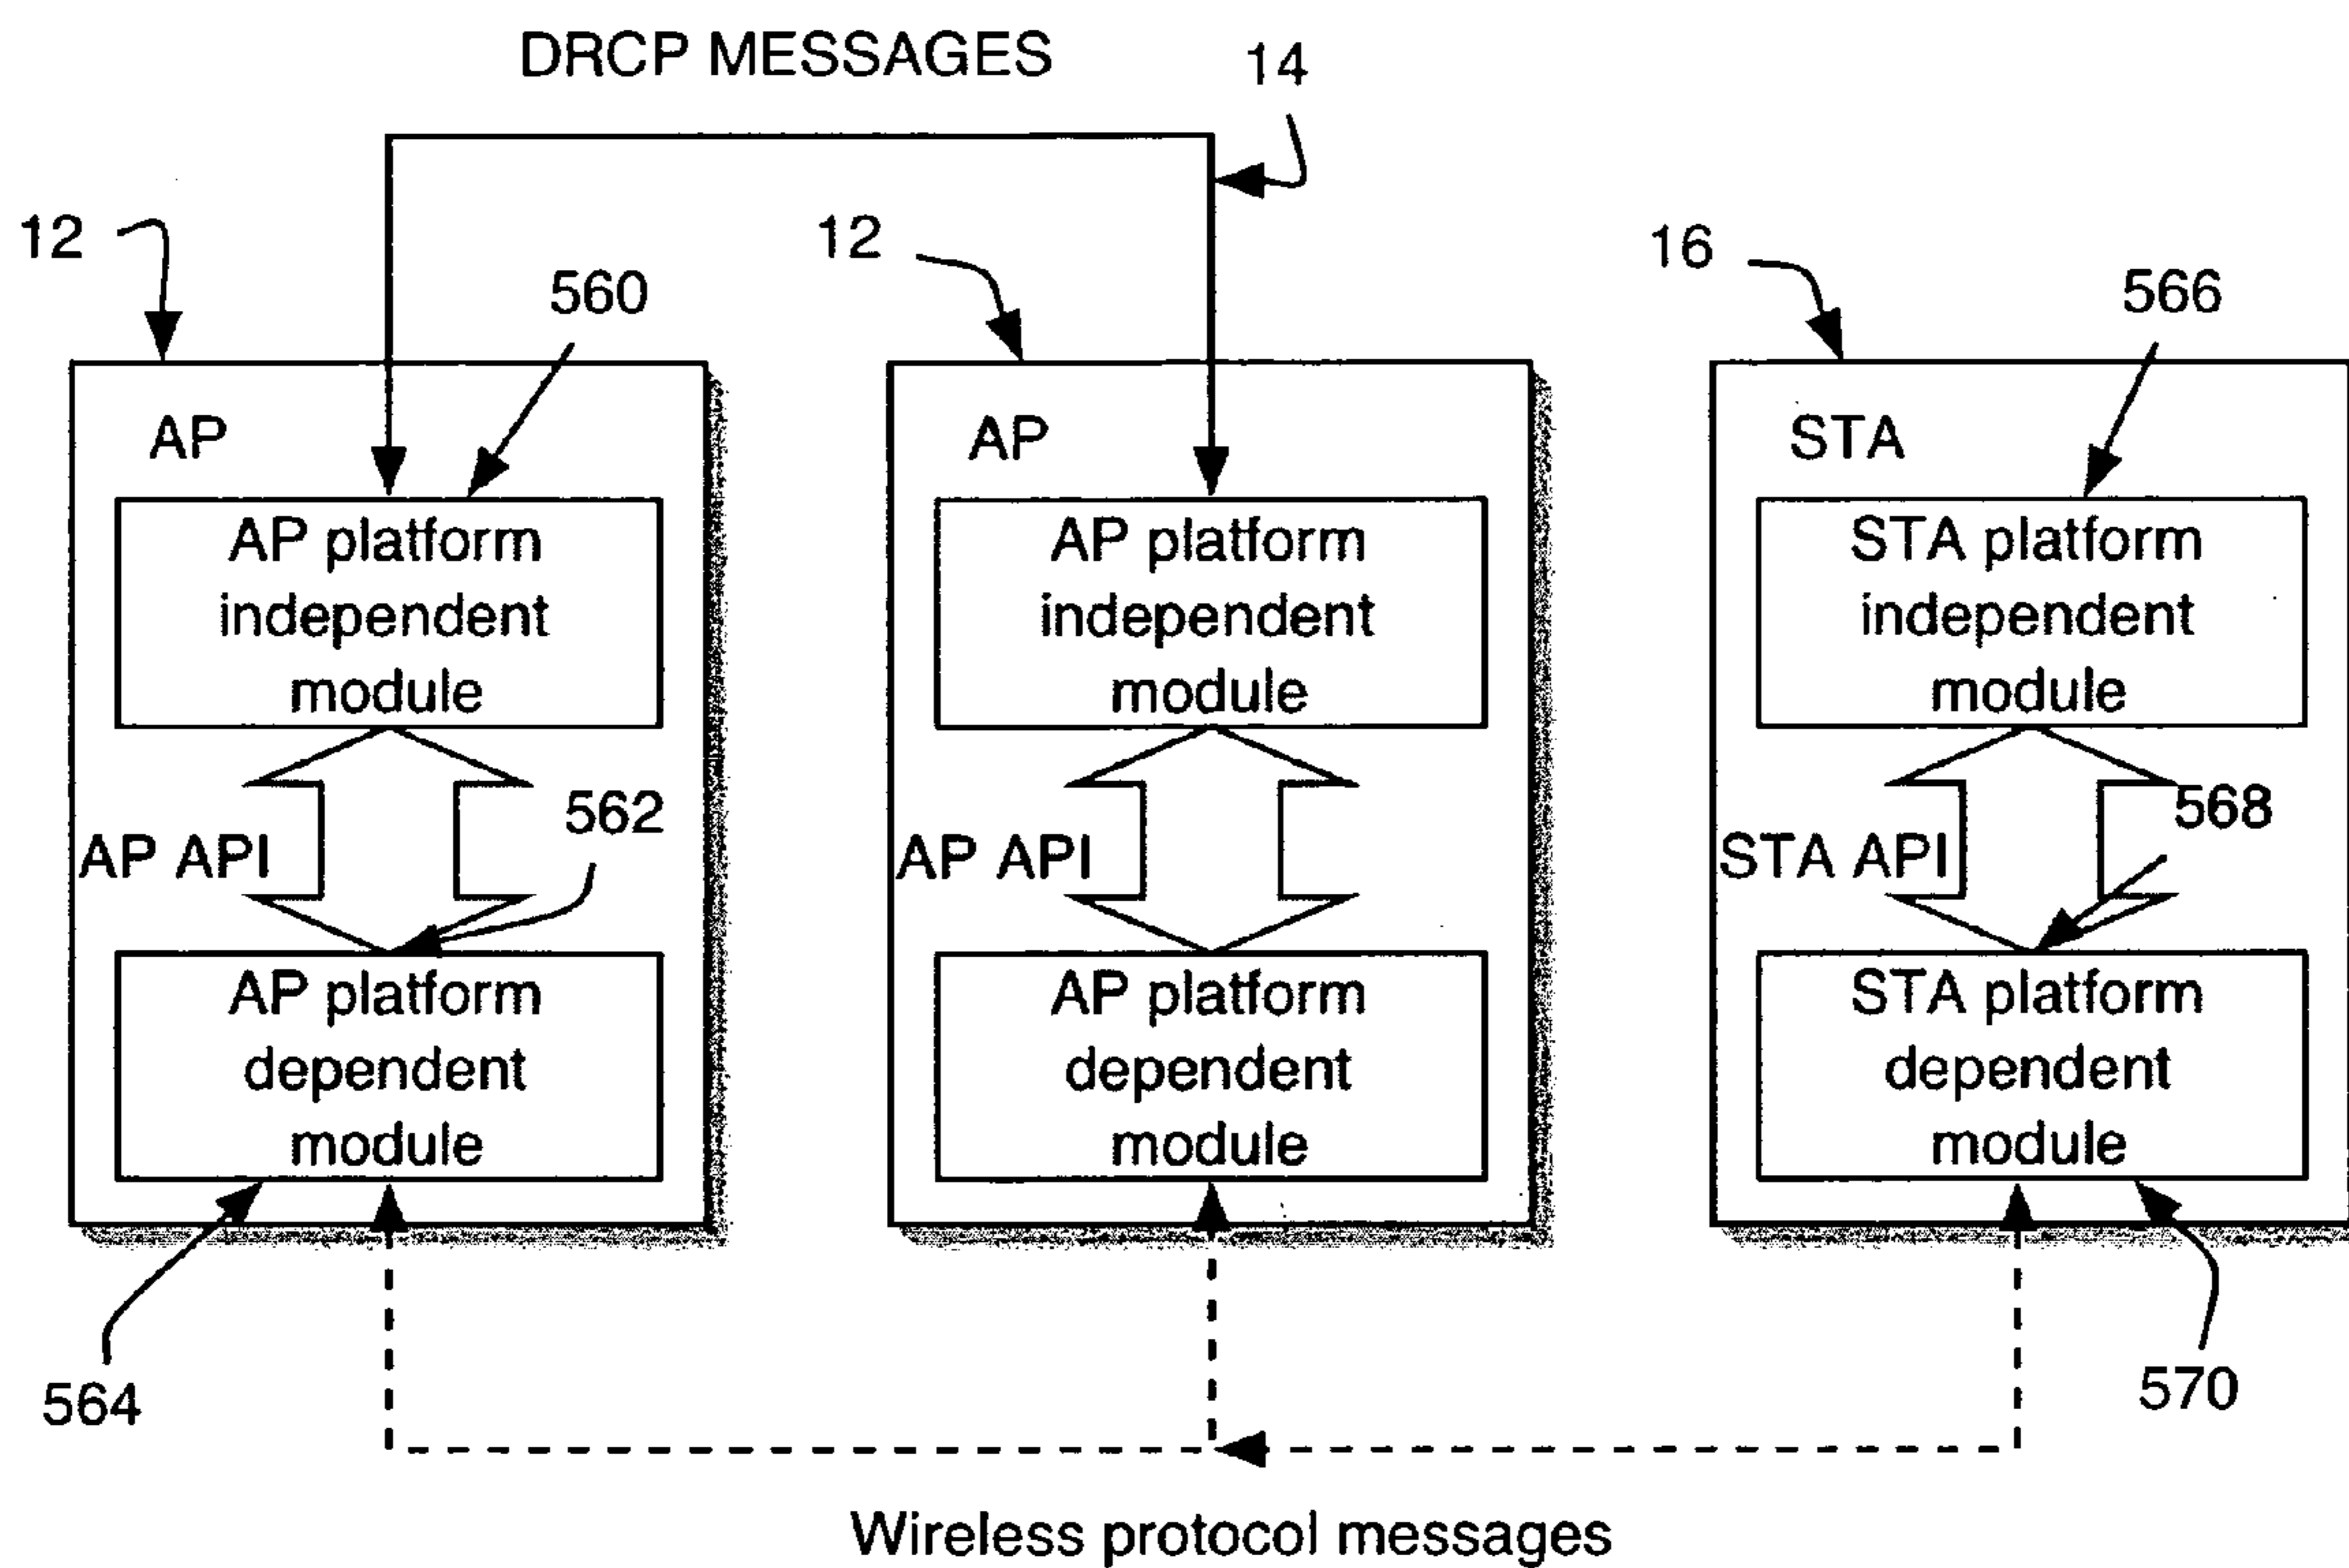 DRCP MESSAGES
14
12
12
16
560
566
AP
AP
STA
AP platform
independent
module
AP platform
independent
module
STA platform
independent
module
562
568
AP API
AP API
STA API
AP platform
dependent
module
AP platform
dependent
module
STA platform
dependent
module
564
570
Wireless protocol messages